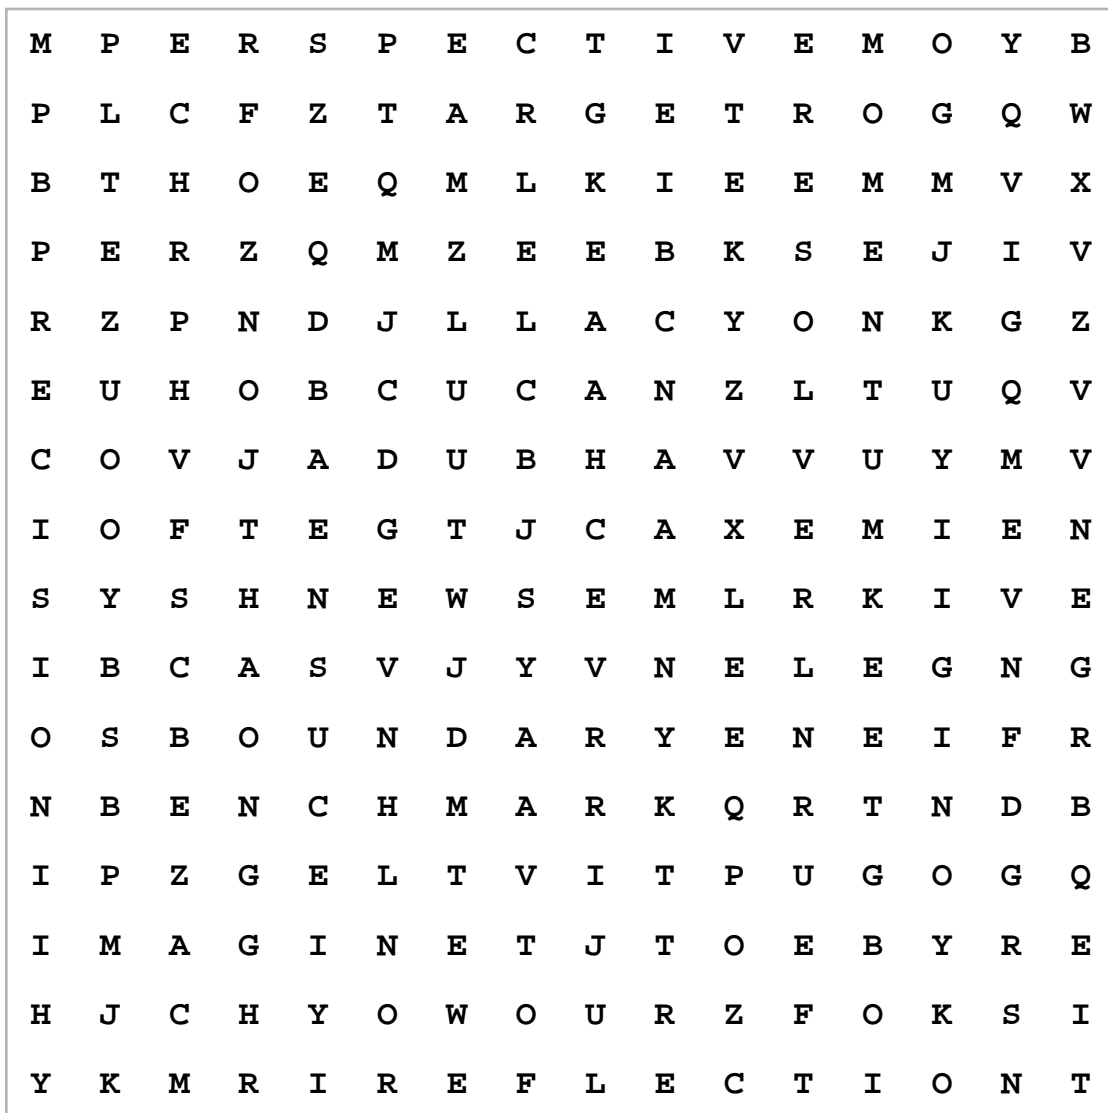 M P E R S P E C T I V E M O Y B
P L C F Z T A R G E T R O G Q W
B T H O E Q M L K I E E M M V X
P E R Z Q M Z E E B K S E J I V
R Z P N D J L L A C Y O N K G Z
E U H O B C U C A N Z L T U Q V
C O V J A D U B H A V V U Y M V
I O F T E G T J C A X E M I E N
S Y S H N E W S E M L R K I V E
I B C A S V J Y V N E L E G N G
O S B O U N D A R Y E N E I F R
N B E N C H M A R K Q R T N D B
I P Z G E L T V I T P U G O G Q
I M A G I N E T J T O E B Y R E
H J C H Y O W O U R Z F O K S I
Y K M R I R E F L E C T I O N T